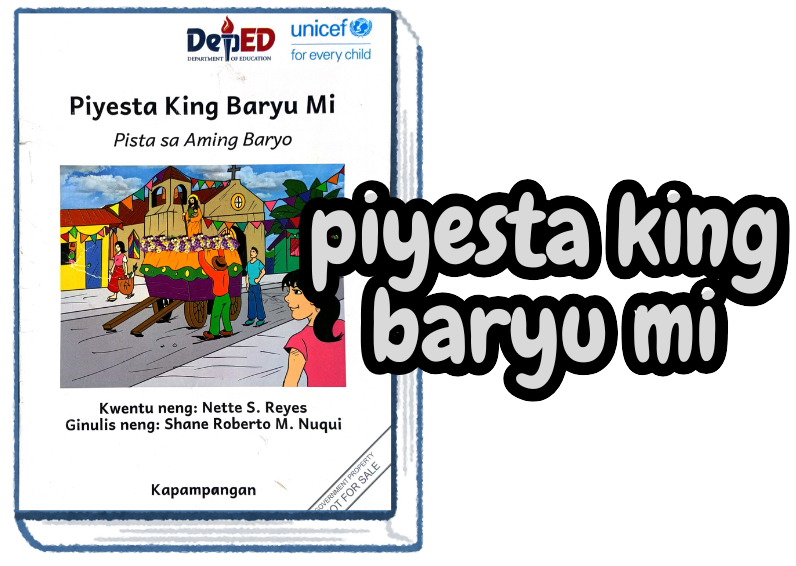 DepED
DEPARTMENT OF EDUCATION
unicef
for every child
Piyesta King Baryu Mi
Pista sa Aming Baryo
piyesta king
baryu mi
Kwentu neng: Nette S. Reyes
Ginulis neng: Shane Roberto M. Nuqui
GOVERNMENT PROPERTY
NOT FOR SALE
Kapampangan